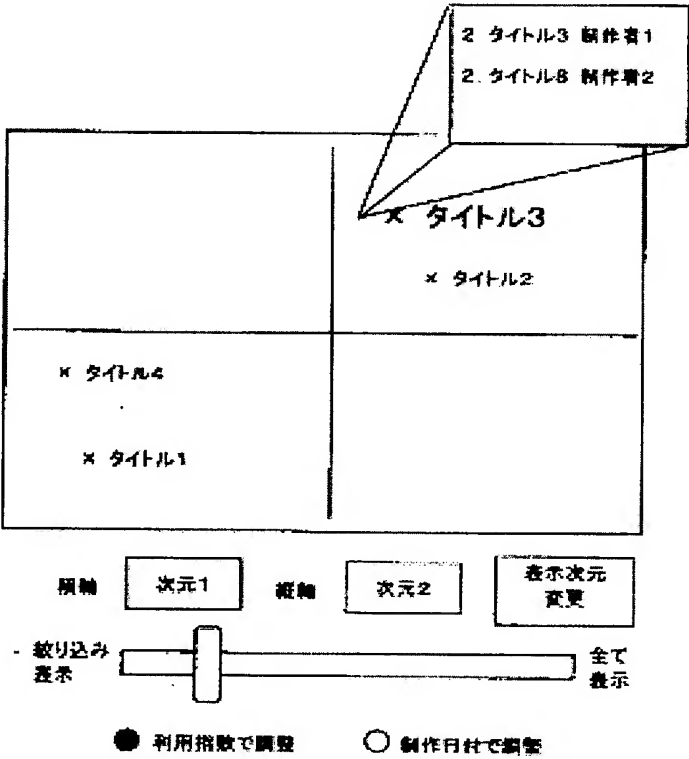 2 タイトル3 制作者1
2. タイトル8 制作者2
× タイトル3
× タイトル2
× タイトル4
× タイトル1
横軸 次元1 縦軸 次元2 表示次元
変更
絞り込み
表示
全て
表示
● 利用指数で調整 ○ 制作日付で調整